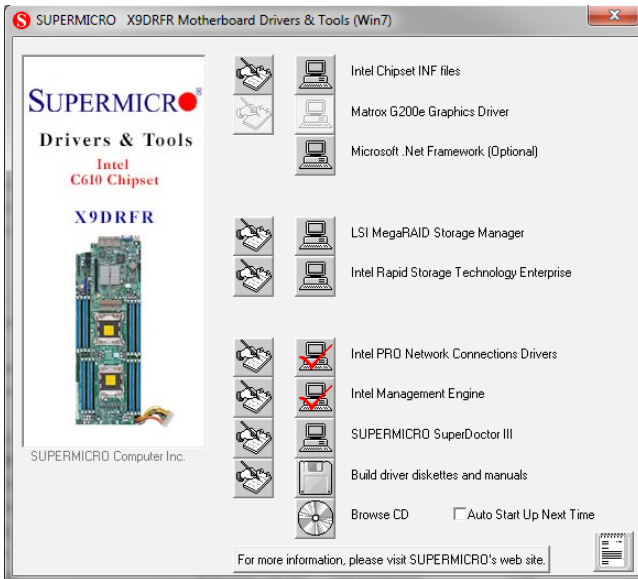 SUPERMICRO X9DRFR Motherboard Drivers & Tools (Win7)
SUPERMICRO®
Drivers & Tools
Intel
C610 Chipset
X9DRFR
SUPERMICRO Computer Inc.
Intel Chipset INF files
Matrox G200e Graphics Driver
Microsoft .Net Framework (Optional)
LSI MegaRAID Storage Manager
Intel Rapid Storage Technology Enterprise
Intel PRO Network Connections Drivers
Intel Management Engine
SUPERMICRO SuperDoctor III
Build driver diskettes and manuals
Browse CD
Auto Start Up Next Time
For more information, please visit SUPERMICRO's web site.